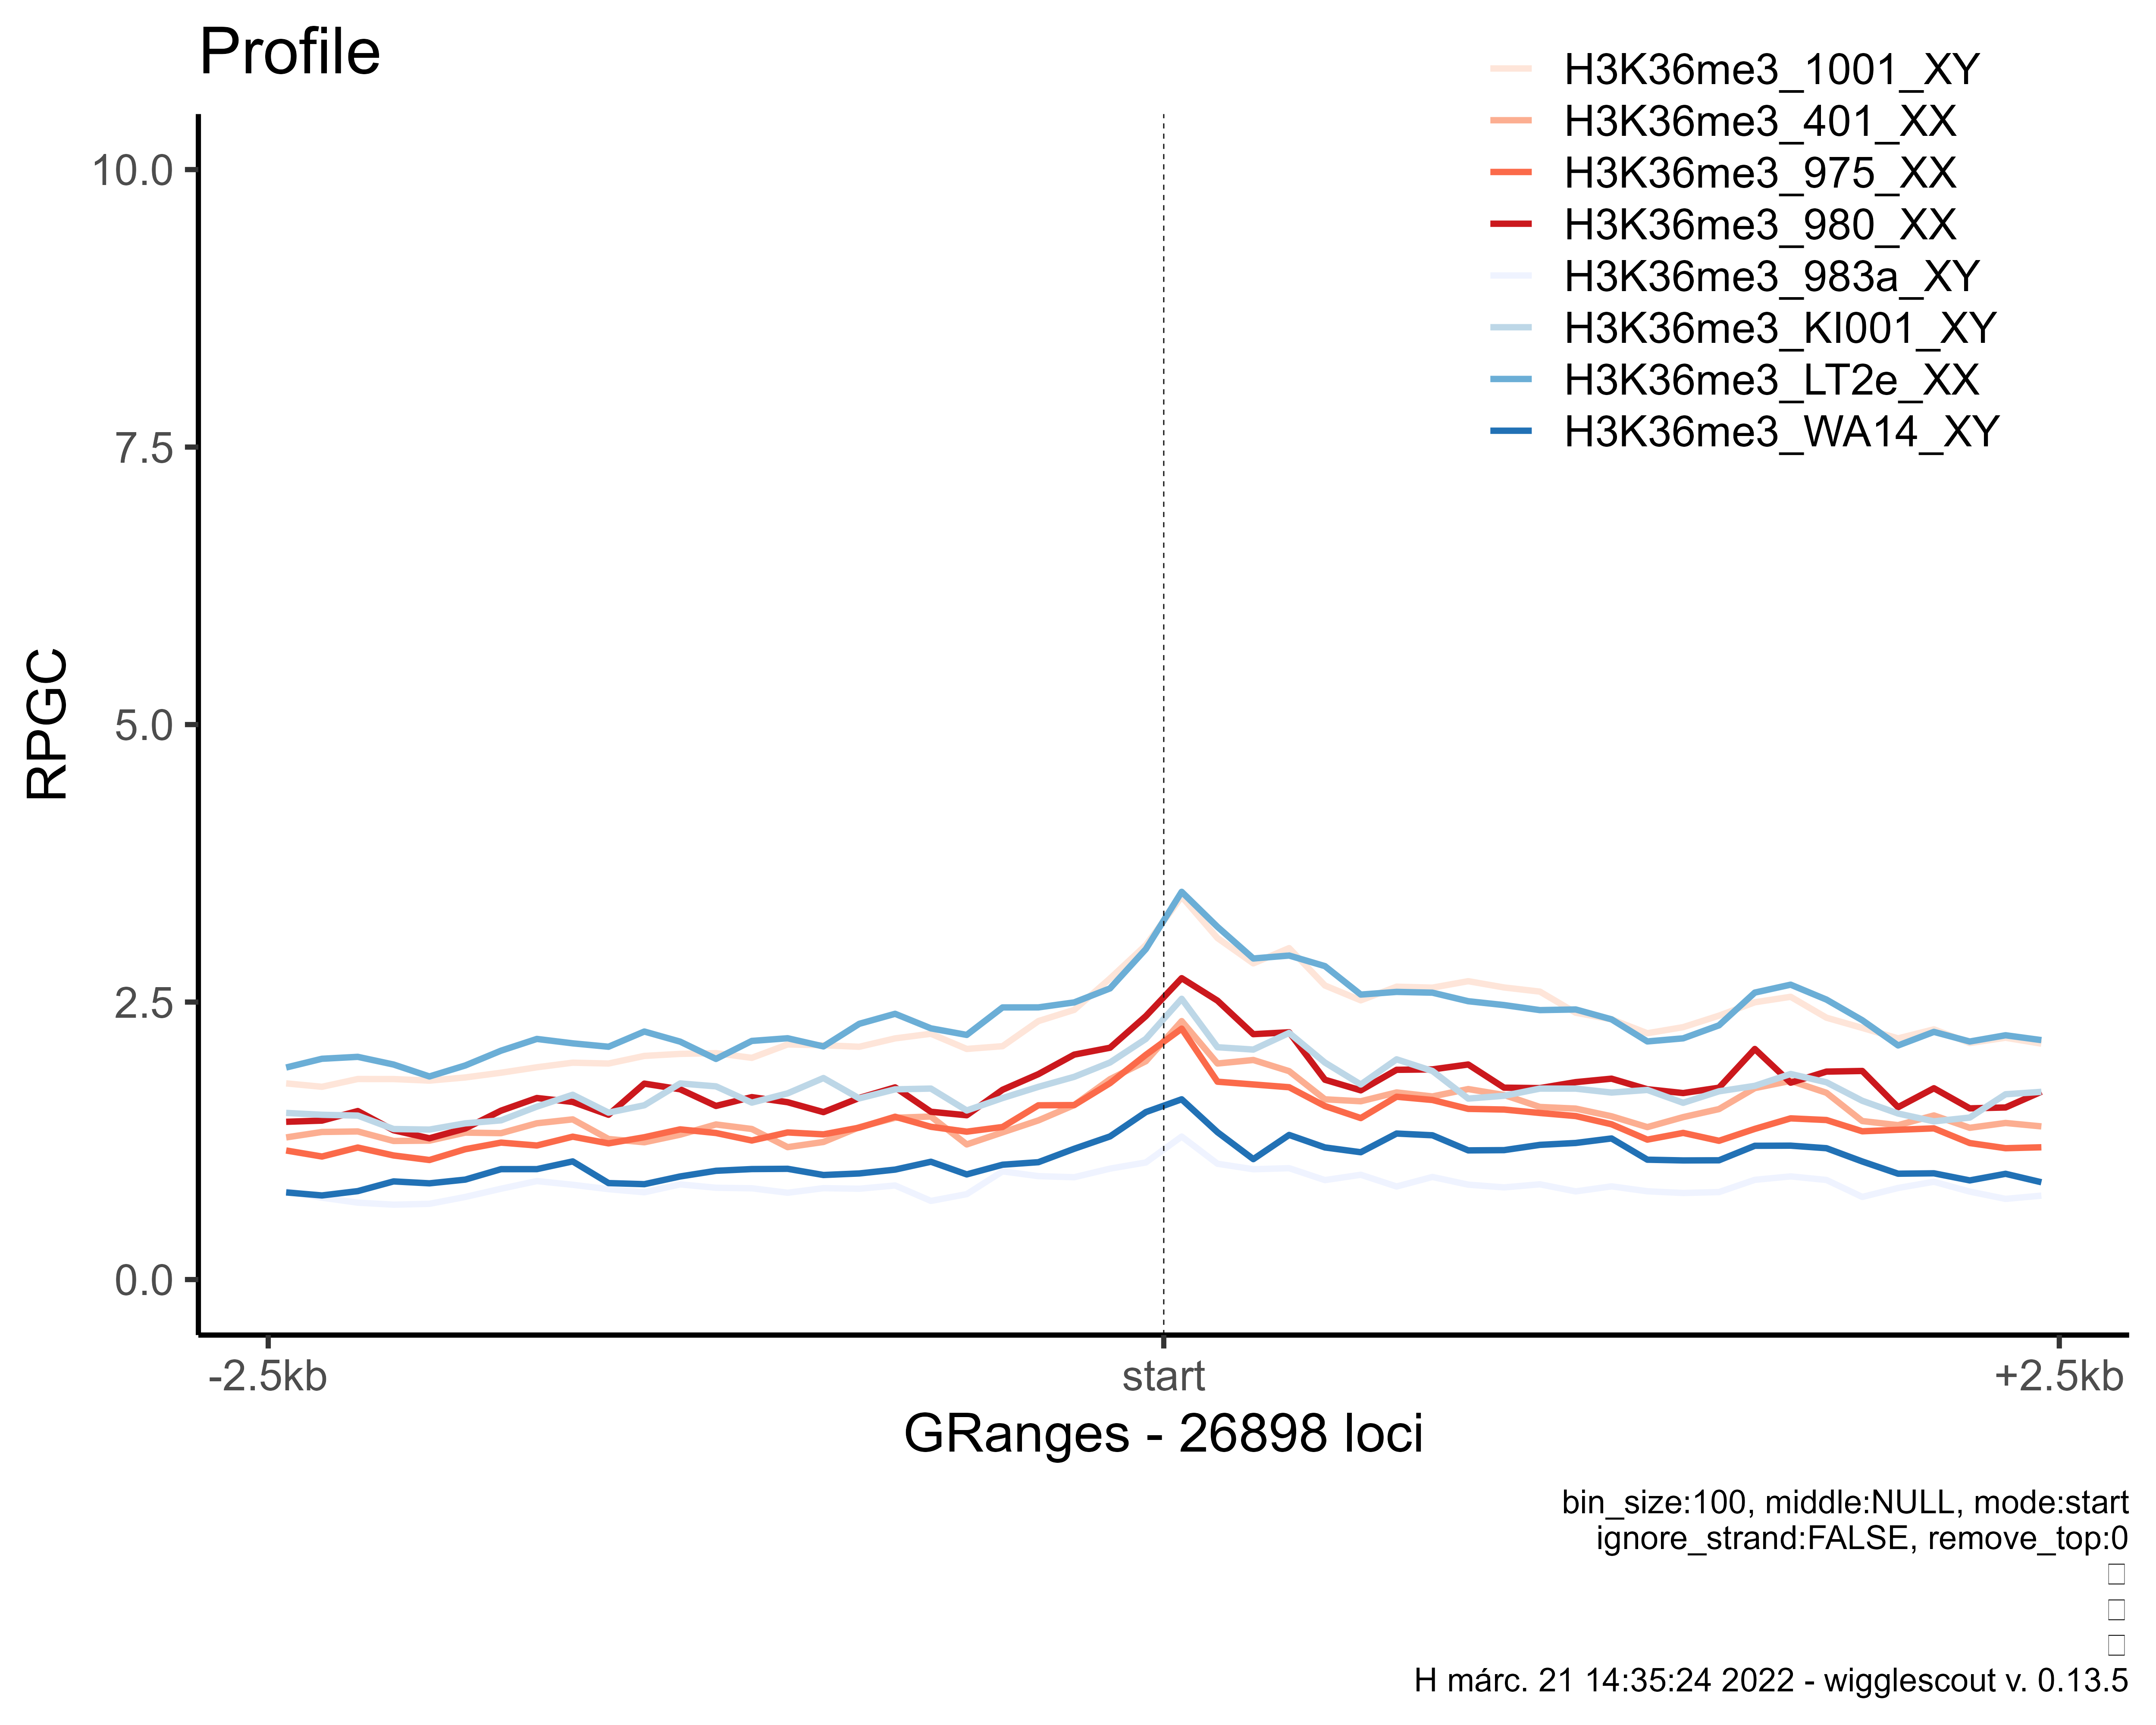 Profile
H3K36me3_1001_XY
H3K36me3_401_XX
H3K36me3_975_XX
H3K36me3_980_XX
H3K36me3_983a_XY
H3K36me3_KI001_XY
H3K36me3_LT2e_XX
H3K36me3_WA14_XY
10.0
7.5
5.0
2.5
0.0
RPGC
-2.5kb
start
+2.5kb
GRanges - 26898 loci
bin_size:100, middle:NULL, mode:start
ignore_strand:FALSE, remove_top:0
H márc. 21 14:35:24 2022 - wigglescout v. 0.13.5